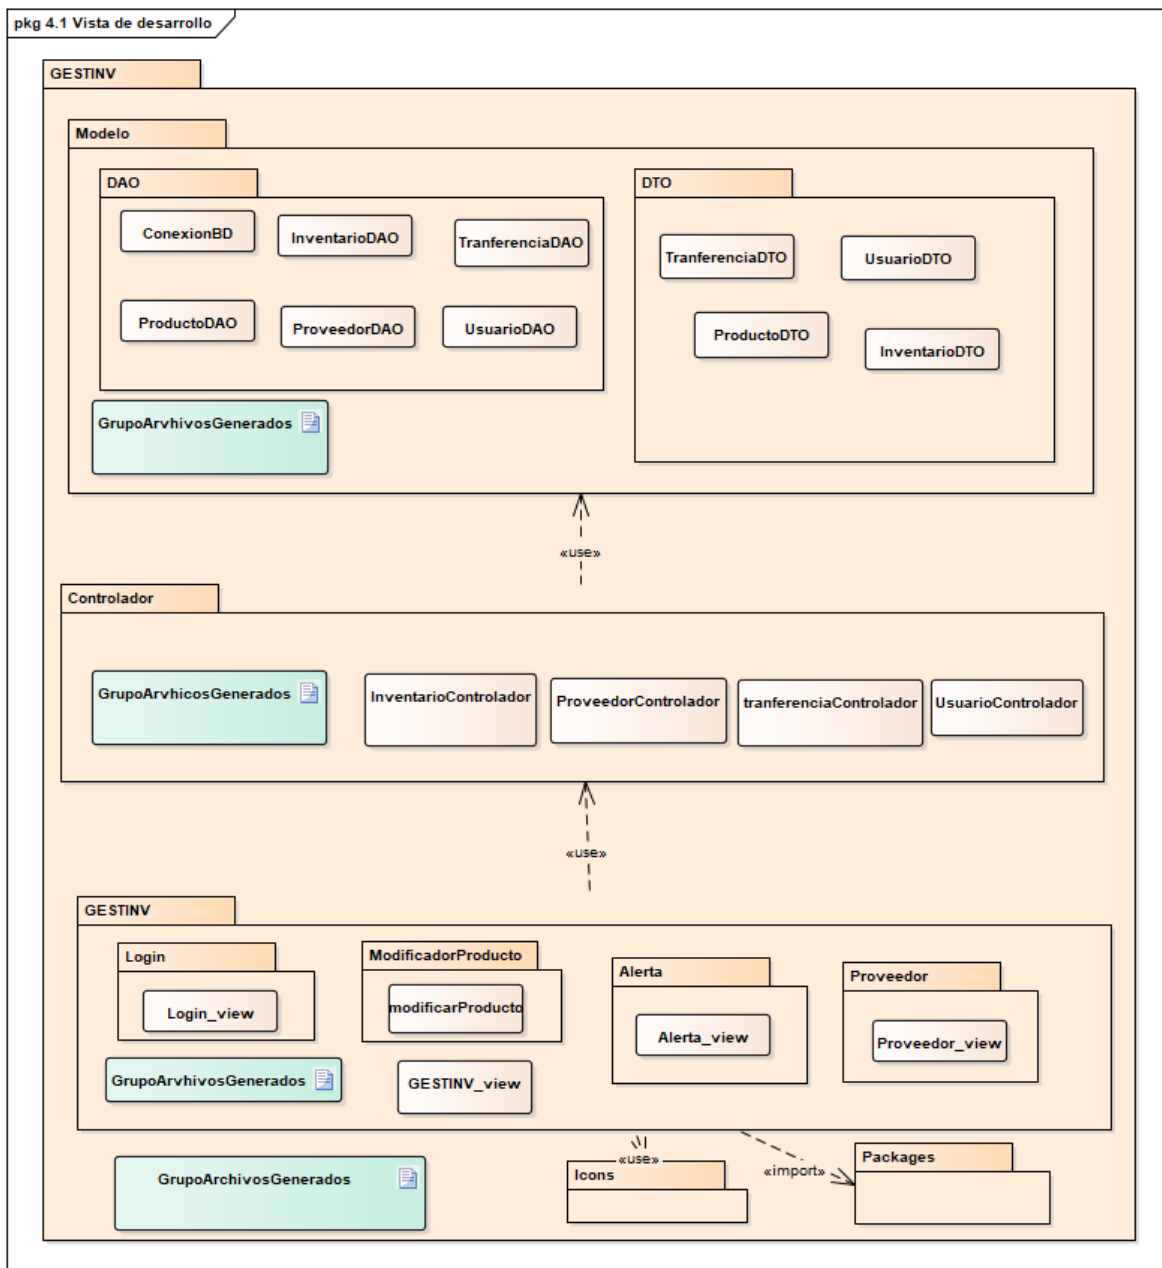 pkg 4.1 Vista de desarrollo
GESTINV
Modelo
DAO
ConexionBD
InventarioDAO
TranferenciaDAO
ProductoDAO
ProveedorDAO
UsuarioDAO
DTO
TranferenciaDTO
UsuarioDTO
ProductoDTO
InventarioDTO
GrupoArvhivosGenerados
«use»
Controlador
GrupoArvhicosGenerados
InventarioControlador
ProveedorControlador
tranferenciaControlador
UsuarioControlador
«use»
GESTINV
Login
Login_view
ModificadorProducto
modificarProducto
Alerta
Alerta_view
Proveedor
Proveedor_view
GrupoArvhivosGenerados
GESTINV_view
GrupoArchivosGenerados
«use»
Icons
«import»
Packages